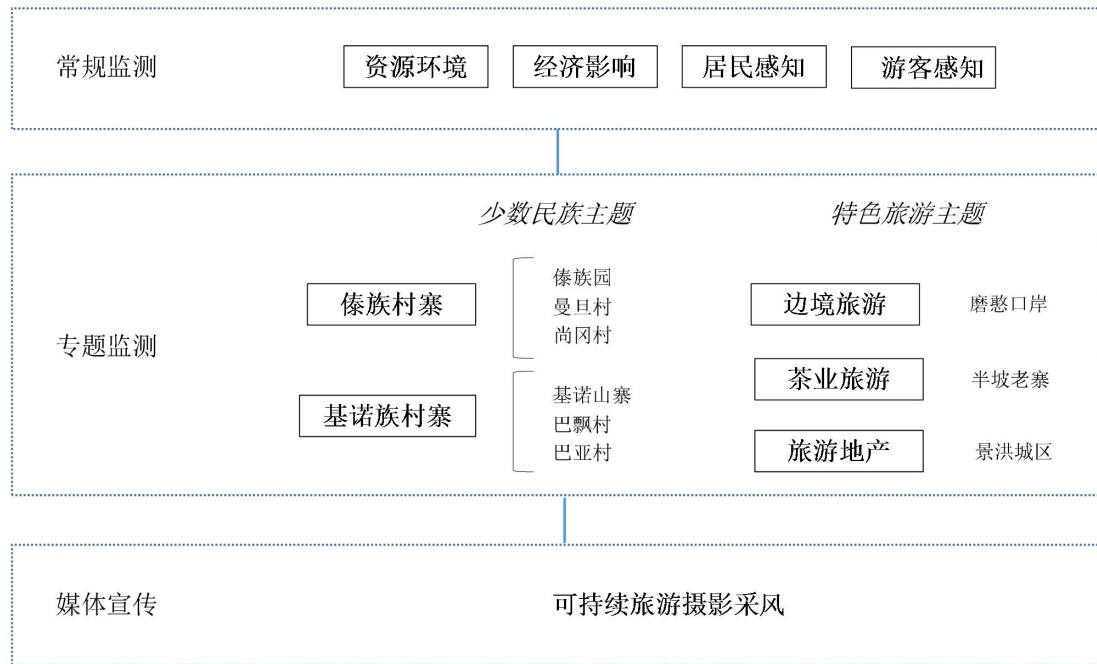 常规监测
资源环境
经济影响
居民感知
游客感知
专题监测
少数民族主题
傣族村寨
傣族园
曼旦村
尚冈村
基诺族村寨
基诺山寨
巴飘村
巴亚村
特色旅游主题
边境旅游
磨憨口岸
茶业旅游
半坡老寨
旅游地产
景洪城区
媒体宣传
可持续旅游摄影采风